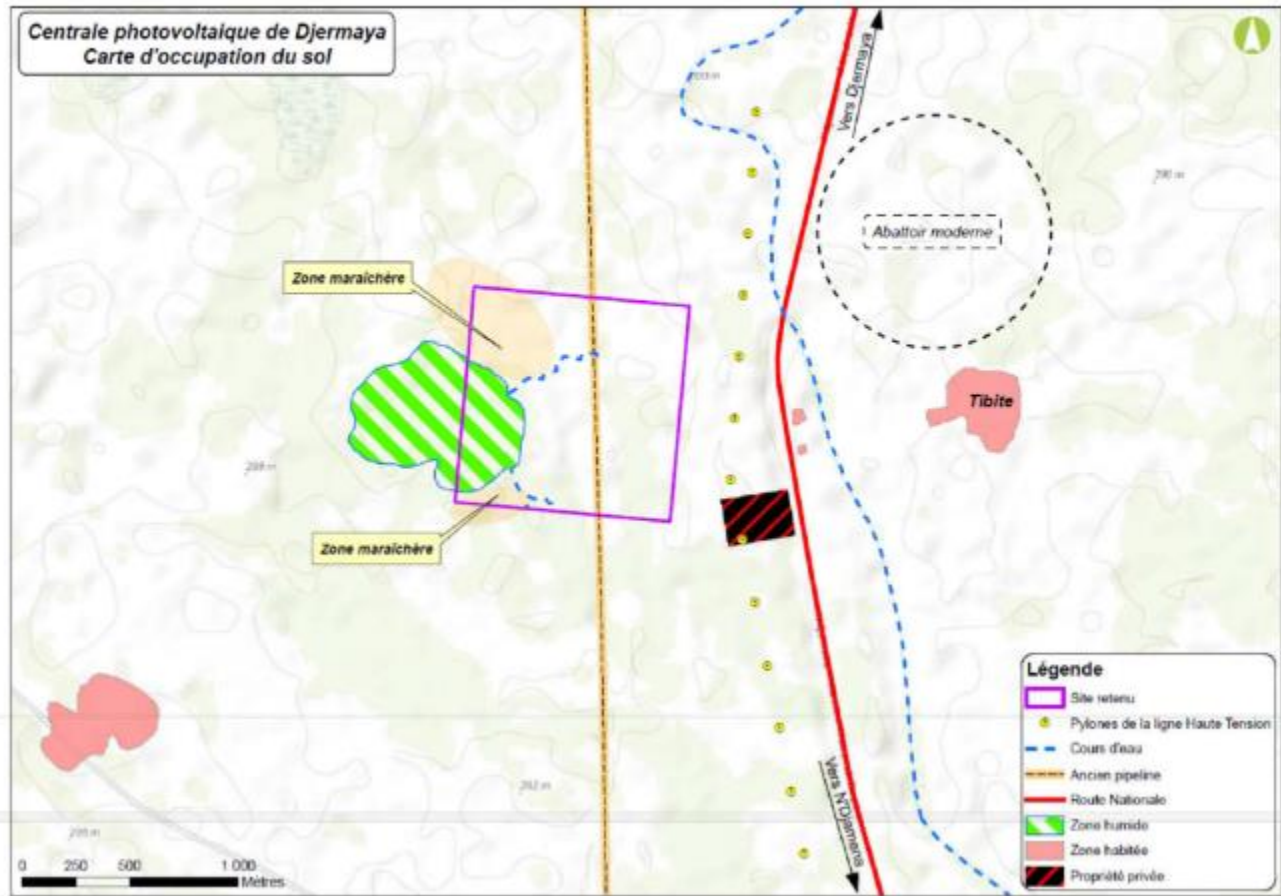 Centrale photovoltaique de Djermaya
Carte d'occupation du sol
Vers Djermaya
290 m
Abattoir moderne
Zone maraîchère
Tibite
Zone maraîchère
Vers N'Djamena
0 250 500 1 000
Mètres
Légende
Site retenu
Pylones de la ligne Haute Tension
Cours d'eau
Ancien pipeline
Route Nationale
Zone humide
Zone habitée
Propriété privée